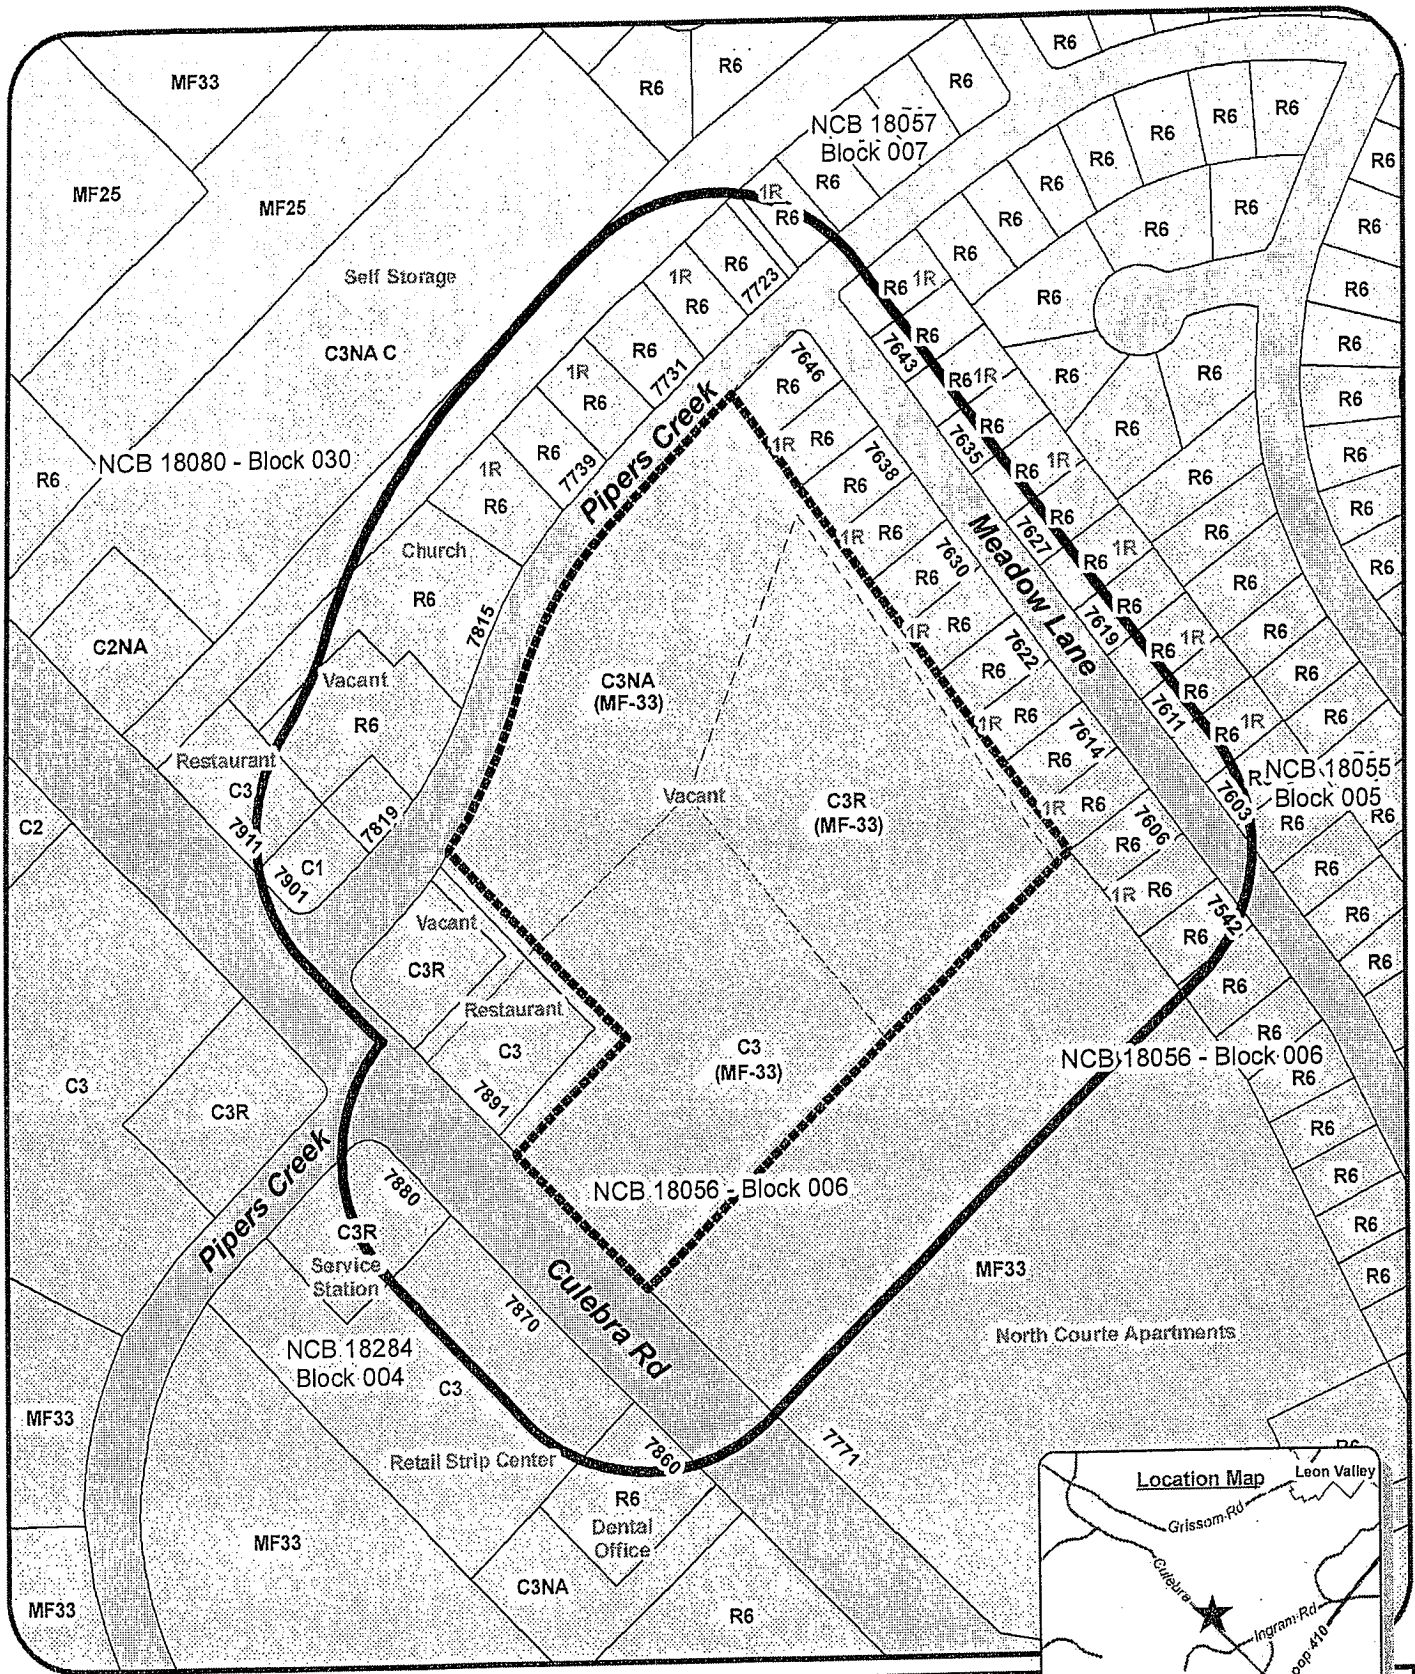 R6
MF33
R6
R6
R6
R6
R6
R6
NCB 18057
Block 007
R6
R6
R6
MF25
MF25
R6
R6
R6
1R
R6
R6
R6
R6
R6
Self Storage
R6
1R
R6
7723
R6
1R
R6
R6
C3NA C
R6
7731
R6
7643
7646
R6
1R
R6
R6
R6
R6
1R
R6
Pipers Creek
R6
1R
R6
R6
7638
7635
R6
R6
1R
R6
R6
NCB 18080 - Block 030
R6
1R
R6
7739
R6
1R
R6
R6
R6
Church
R6
7815
R6
7630
7627
Meadow Lane
R6
R6
1R
R6
R6
R6
C2NA
1R
R6
7622
7619
R6
R6
1R
R6
Vacant
R6
C3NA
(MF-33)
R6
1R
R6
7614
7611
R6
R6
1R
R6
R6
Restaurant
C3
7911
7819
C1
7901
Vacant
C3R
(MF-33)
R6
1R
R6
7606
7603
R6
NCB 18055
Block 005
R6
R6
C2
R6
1R
R6
7542
R6
R6
R6
Vacant
C3R
R6
R6
Restaurant
C3
7891
C3
(MF-33)
R6
NCB 18056 - Block 006
R6
C3
C3R
R6
R6
Pipers Creek
7880
NCB 18056 - Block 006
R6
C3R
Service
Station
Culebra Rd
MF33
R6
7870
North Courte Apartments
NCB 18284
Block 004
C3
MF33
Retail Strip Center
7860
7771
R6
Dental
Office
MF33
C3NA
MF33
R6
Location Map
Leon Valley
Grissom Rd
Culebra
Ingram Rd